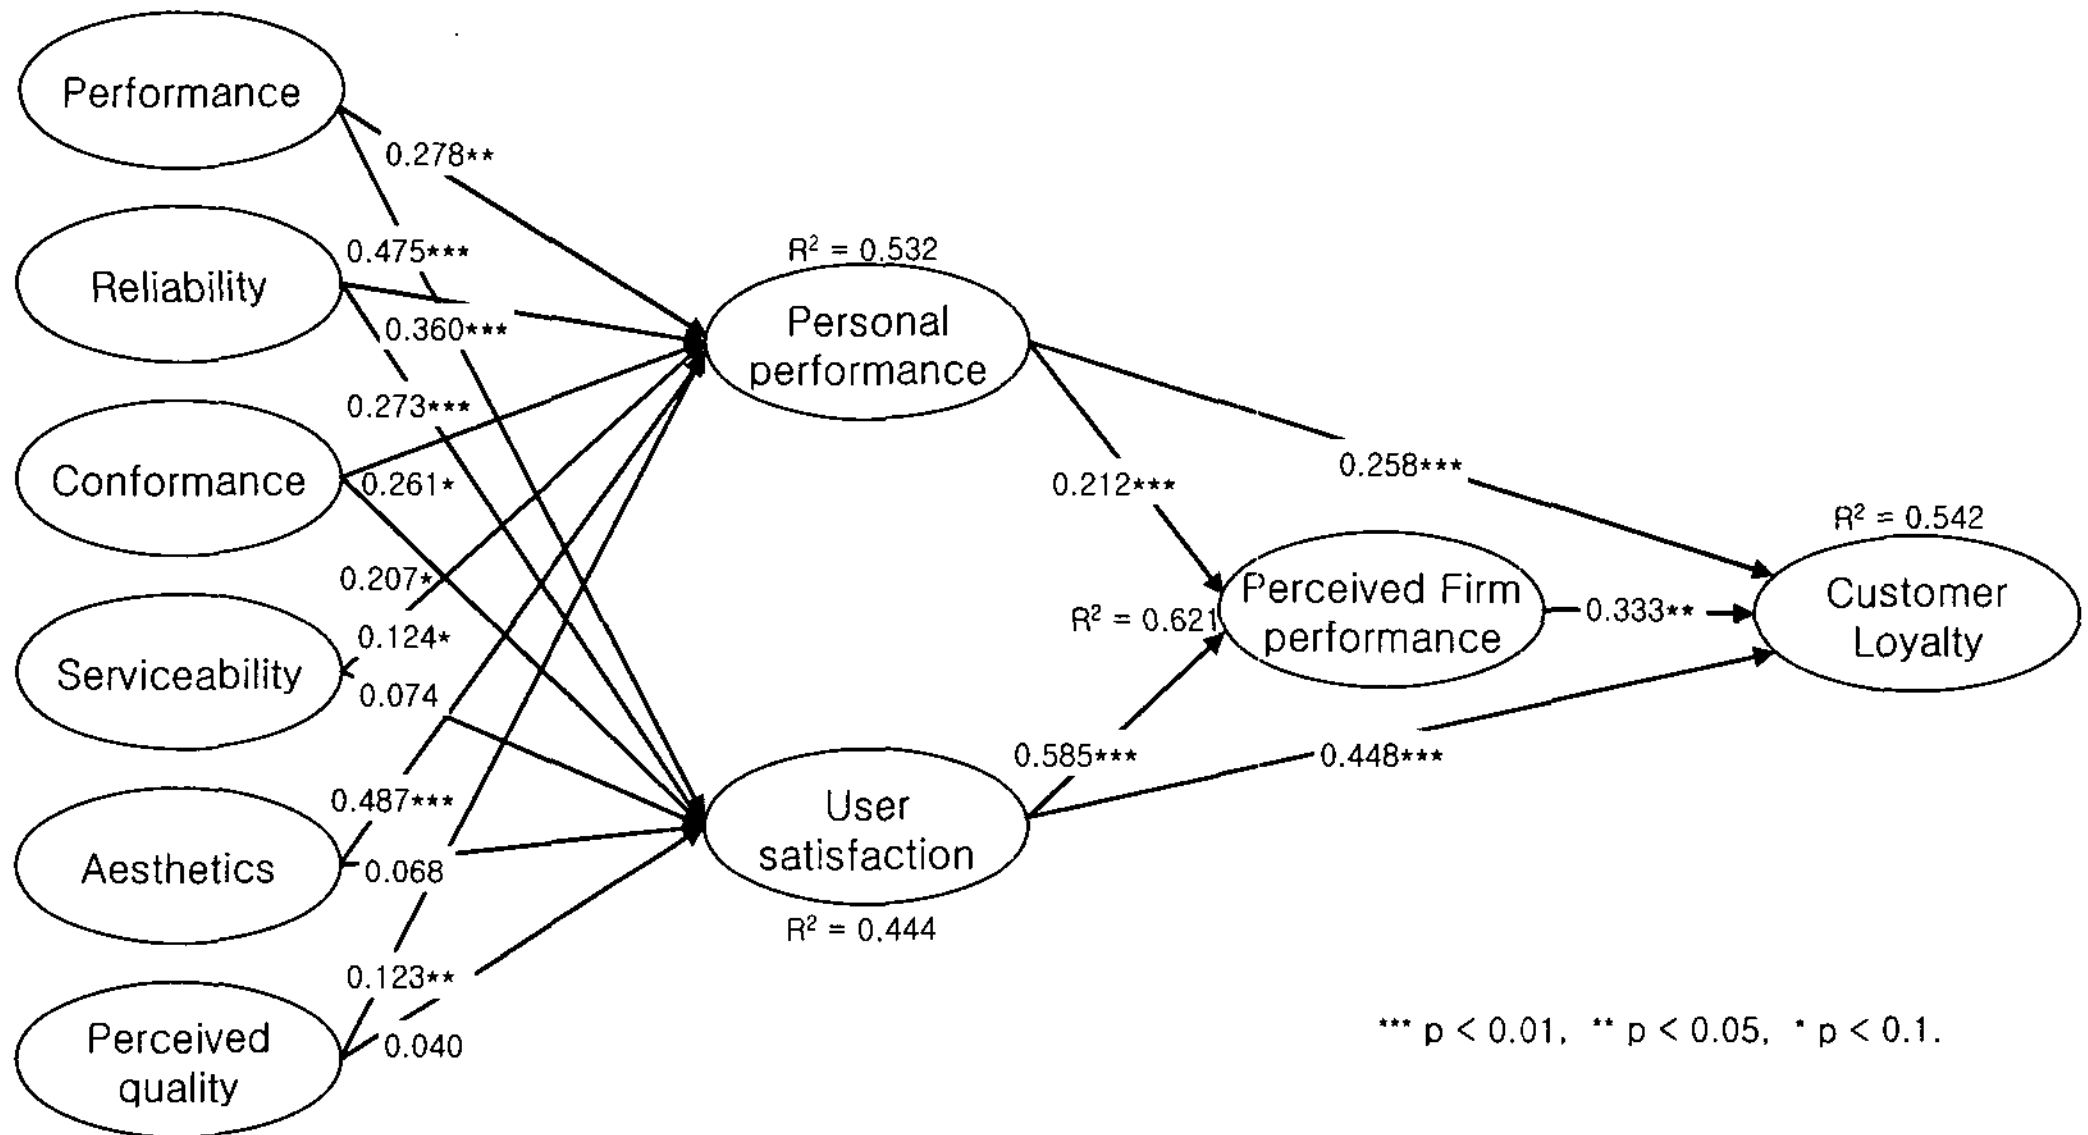 Performance
0.278**
Reliability
0.475***
0.360***
Conformance
0.273***
0.261*
Serviceability
0.207*
0.124*
0.074
Aesthetics
0.487***
0.068
Perceived
quality
0.123**
0.040
R² = 0.532
Personal
performance
User
satisfaction
R² = 0.444
0.212***
0.258***
R² = 0.621
Perceived Firm
performance
0.585***
0.448***
0.333**
R² = 0.542
Customer
Loyalty
*** p < 0.01, ** p < 0.05, * p < 0.1.